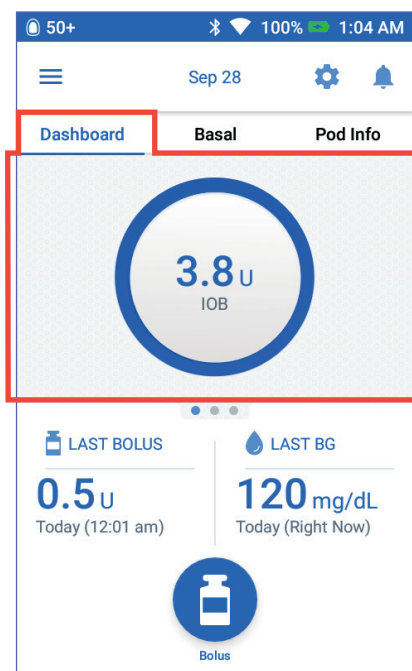 50+ 100% 1:04 AM
Sep 28
Dashboard Basal Pod Info
3.8 U
IOB
LAST BOLUS LAST BG
0.5 U 120 mg/dL
Today (12:01 am) Today (Right Now)
Bolus